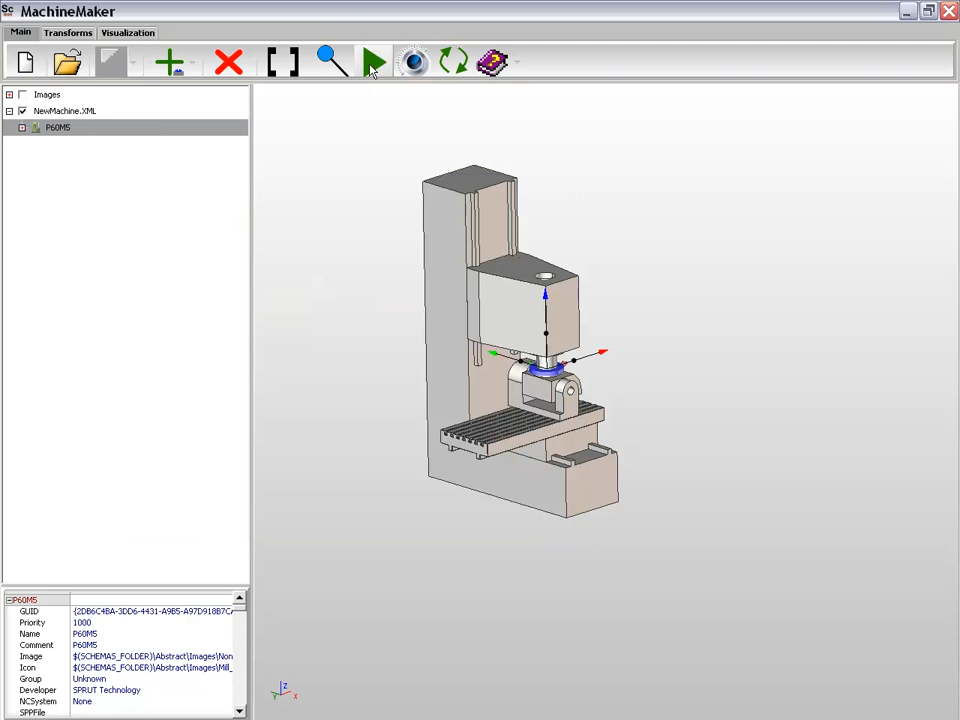 Sc MachineMaker
Main Transforms Visualization
Images
NewMachine.XML
P60M5
P60M5
GUID {2DB6C4BA-3DD6-4431-A9B5-A97D918B7CA
Priority 1000
Name P60M5
Comment P60M5
Image $(SCHEMAS_FOLDER)\Abstract\Images\Non
Icon $(SCHEMAS_FOLDER)\Abstract\Images\Mill_
Group Unknown
Developer SPRUT Technology
NCSystem None
SPPFile
Z
Y X